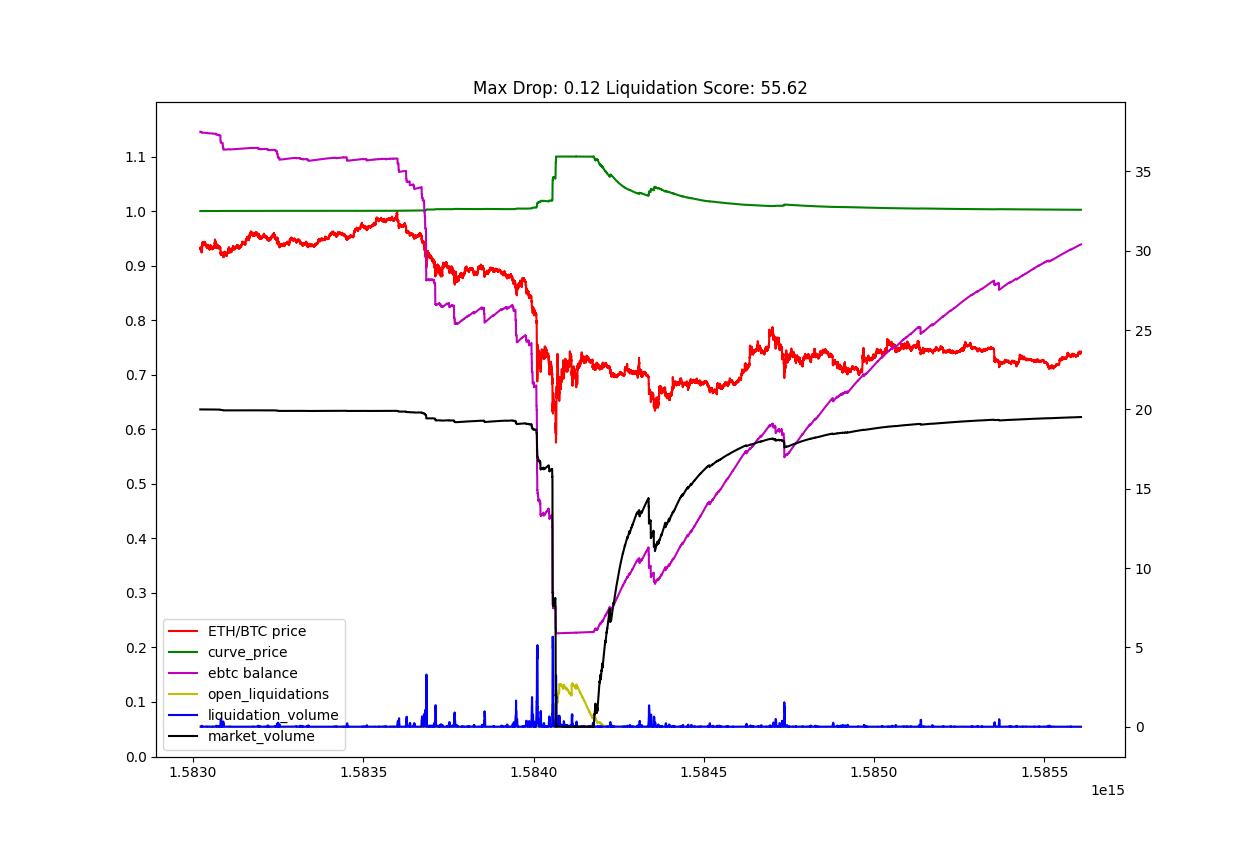 Max Drop: 0.12 Liquidation Score: 55.62
1.1
1.0
0.9
0.8
0.7
0.6
0.5
0.4
0.3
0.2
0.1
0.0
35
30
25
20
15
10
5
0
ETH/BTC price
curve_price
ebtc balance
open_liquidations
liquidation_volume
market_volume
1.5830 1.5835 1.5840 1.5845 1.5850 1.5855
1e15